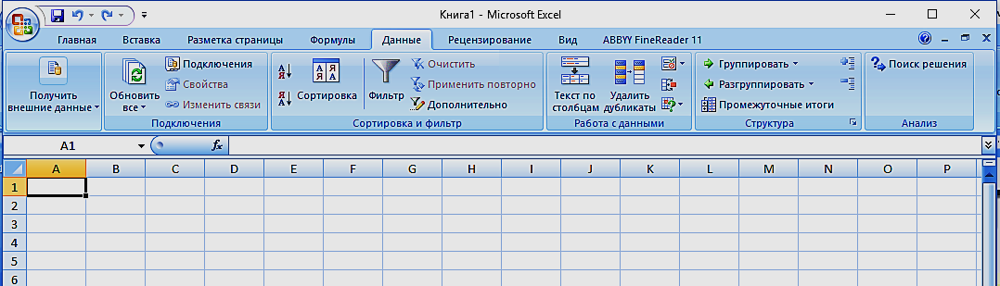 Книга1 - Microsoft Excel
Главная Вставка Разметка страницы Формулы Данные Рецензирование Вид ABBYY FineReader 11
Получить внешние данные
Обновить все
Подключения
Свойства
Изменить связи
Подключения
А Я
Я А
Сортировка
Фильтр
Очистить
Применить повторно
Дополнительно
Сортировка и фильтр
Текст по столбцам
Удалить дубликаты
Работа с данными
Группировать
Разгруппировать
Промежуточные итоги
Структура
Поиск решения
Анализ
A1 fx
A B C D E F G H I J K L M N O P
1
2
3
4
5
6